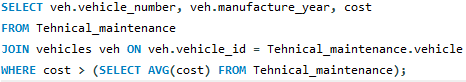 SELECT veh.vehicle_number, veh.manufacture_year, cost
FROM Tehnical_maintenance
JOIN vehicles veh ON veh.vehicle_id = Tehnical_maintenance.vehicle
WHERE cost > (SELECT AVG(cost) FROM Tehnical_maintenance);